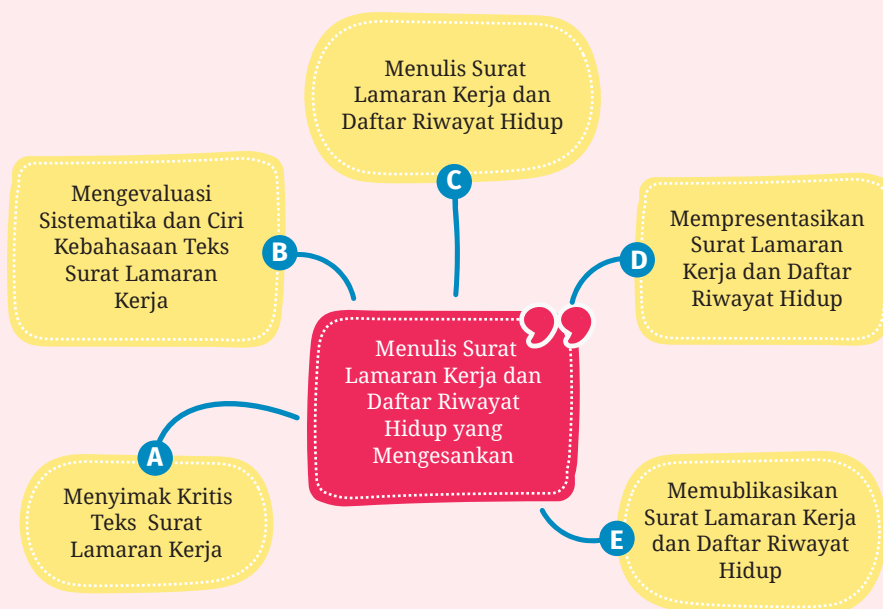 Menulis Surat
Lamaran Kerja dan
Daftar Riwayat Hidup
C
Mengevaluasi
Sistematika dan Ciri
Kebahasaan Teks
Surat Lamaran
Kerja
B
Mempresentasikan
Surat Lamaran
Kerja dan Daftar
Riwayat Hidup
D
Menulis Surat
Lamaran Kerja dan
Daftar Riwayat
Hidup yang
Mengesankan
A
Menyimak Kritis
Teks Surat
Lamaran Kerja
Memublikasikan
Surat Lamaran Kerja
dan Daftar Riwayat
Hidup
E